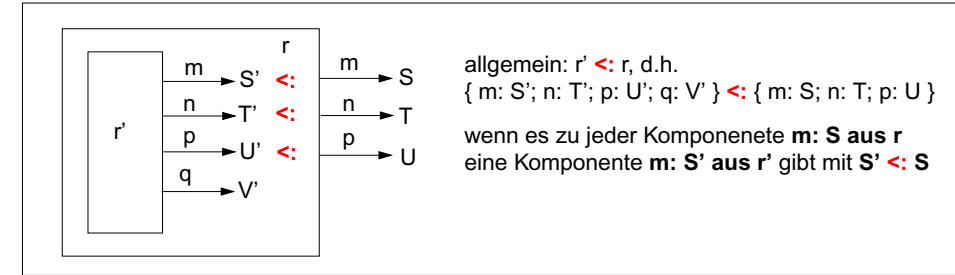 r
m S' <: m S
n T' <: n T
r' p U' <: p U
q V'
allgemein: r' <: r, d.h.
{ m: S'; n: T'; p: U'; q: V' } <: { m: S; n: T; p: U }
wenn es zu jeder Komponenete m: S aus r
eine Komponente m: S' aus r' gibt mit S' <: S